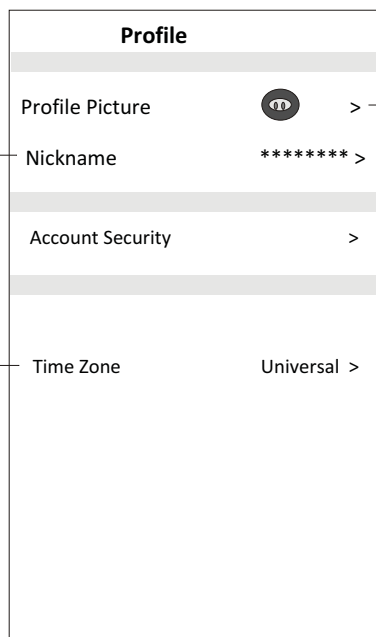 Profile
Profile Picture >
Nickname ******** >
Account Security >
Time Zone Universal >